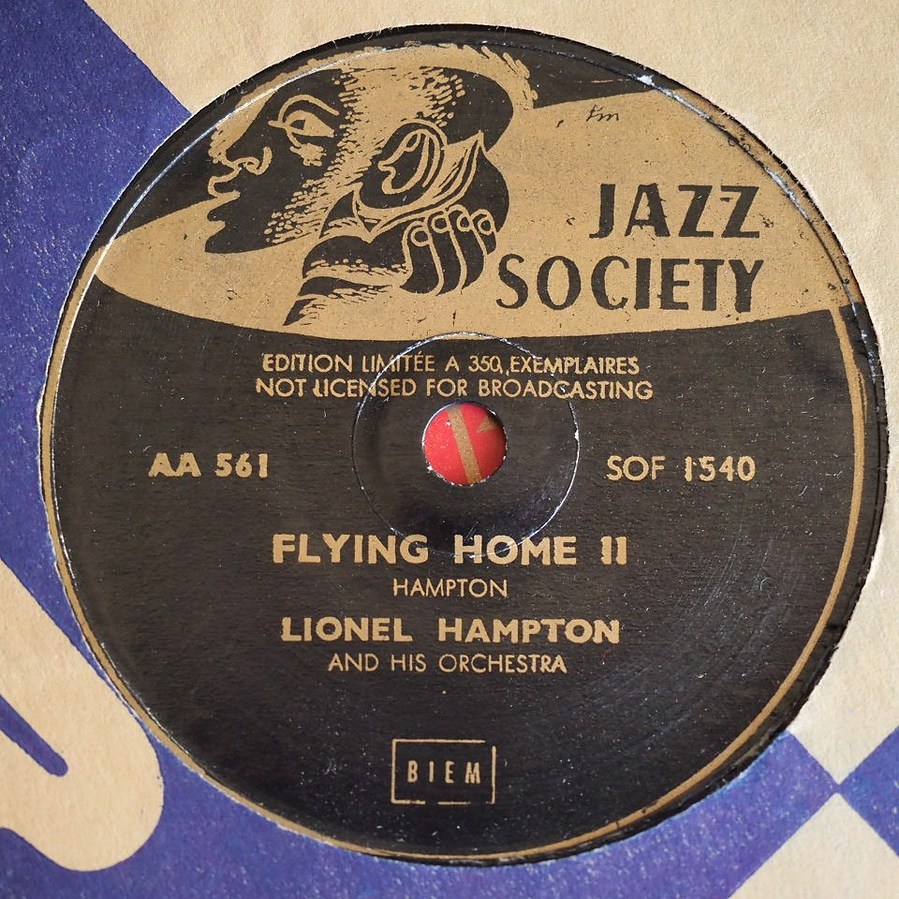 JAZZ
SOCIETY
EDITION LIMITÉE A 350, EXEMPLAIRES
NOT LICENSED FOR BROADCASTING
AA 561
SOF 1540
FLYING HOME II
HAMPTON
LIONEL HAMPTON
AND HIS ORCHESTRA
BIEM